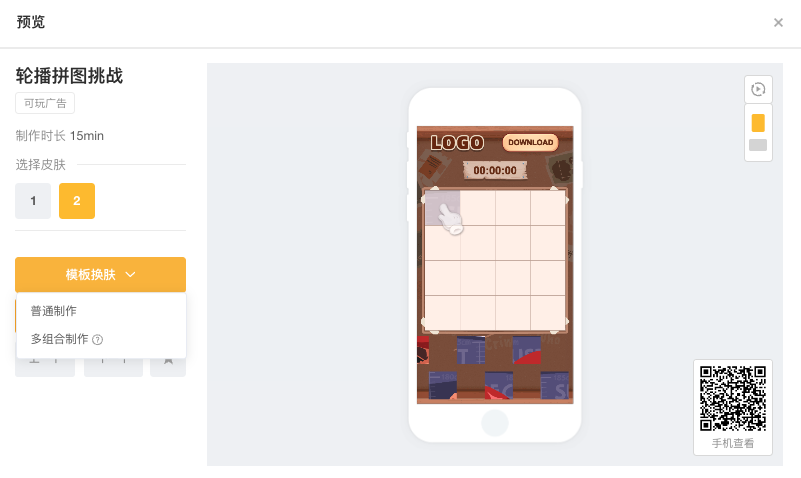 预览
轮播拼图挑战
可玩广告
制作时长 15min
选择皮肤
1
2
模板换肤
普通制作
多组合制作
LOGO
DOWNLOAD
00:00:00
手机查看